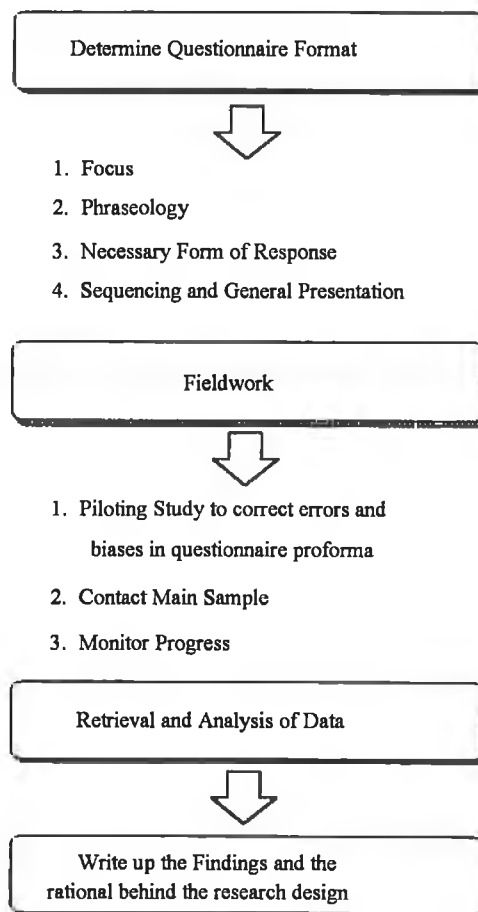 Determine Questionnaire Format
1. Focus
2. Phraseology
3. Necessary Form of Response
4. Sequencing and General Presentation
Fieldwork
1. Piloting Study to correct errors and
biases in questionnaire proforma
2. Contact Main Sample
3. Monitor Progress
Retrieval and Analysis of Data
Write up the Findings and the
rational behind the research design